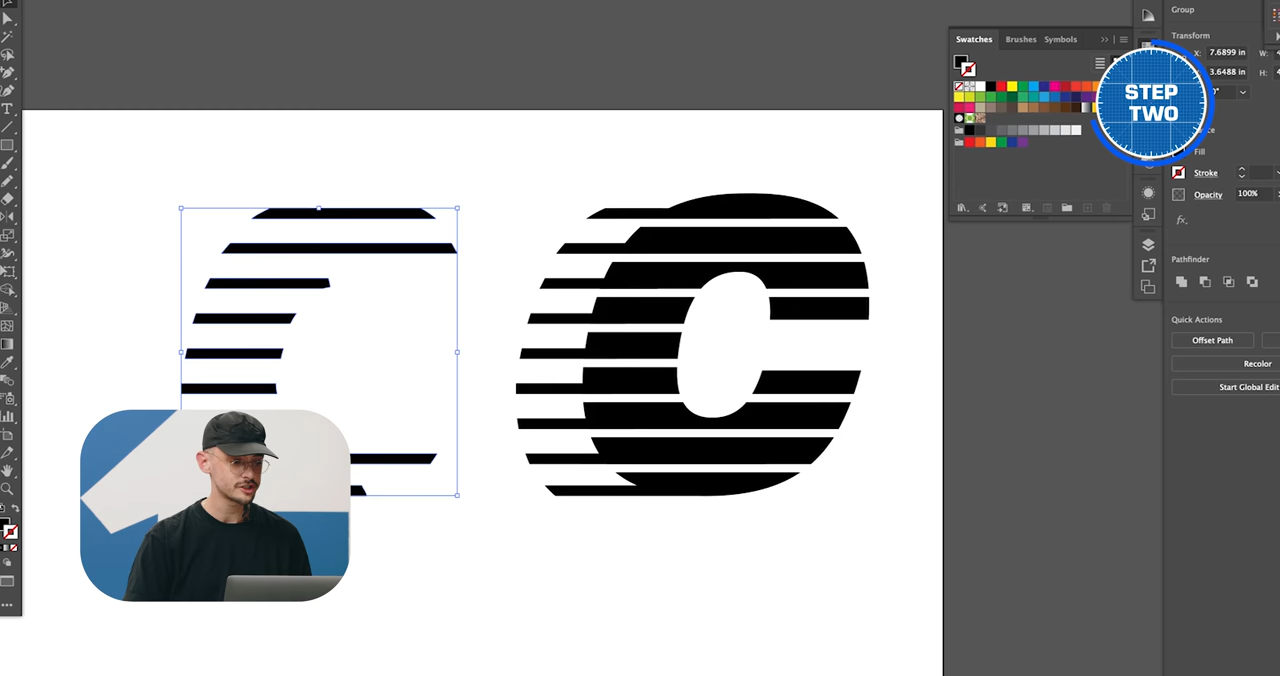 Group
Swatches Brushes Symbols
Transform
X: 7.6899 in W:
3.6488 in H:
STEP
TWO
Fill
Stroke
Opacity 100%
fx.
Pathfinder
Quick Actions
Offset Path
Recolor
Start Global Edit
C